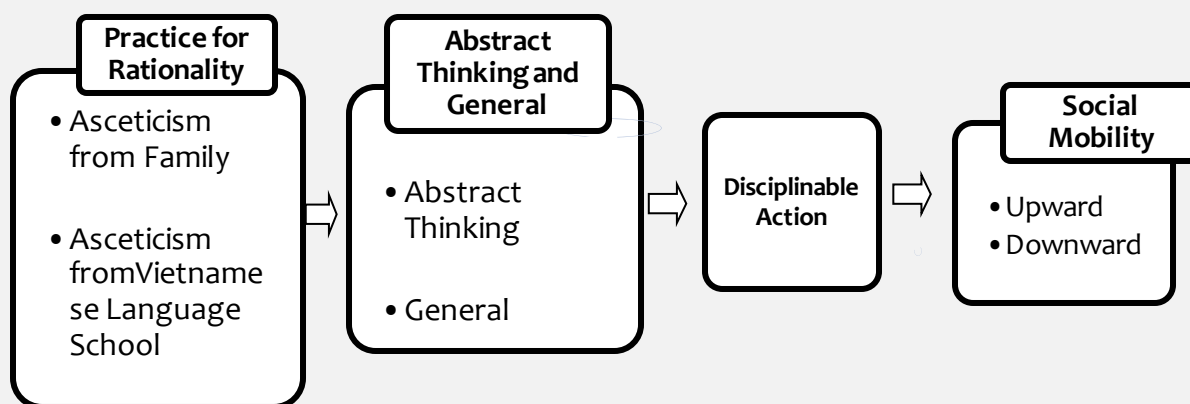 Practice for
Rationality
• Asceticism
from Family
• Asceticism
fromVietname
se Language
School
Abstract
Thinking and
General
• Abstract
Thinking
• General
Disciplinable
Action
Social
Mobility
• Upward
• Downward